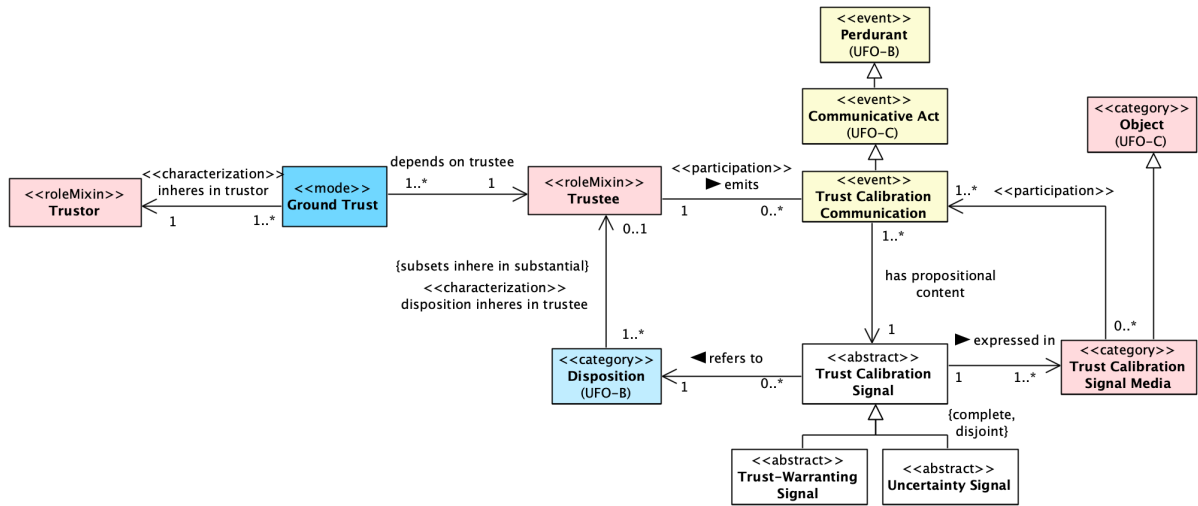 <<event>>
Perdurant
(UFO-B)
<<event>>
Communicative Act
(UFO-C)
<<category>>
Object
(UFO-C)
<<roleMixin>>
Trustor
<<characterization>>
inheres in trustor
1
1..*
<<mode>>
Ground Trust
depends on trustee
1..*
1
<<roleMixin>>
Trustee
<<participation>>
► emits
1
0..*
<<event>>
Trust Calibration
Communication
1..*
<<participation>>
0..1
{subsets inhere in substantial}
<<characterization>>
disposition inheres in trustee
1..*
1..*
has propositional
content
1
0..*
<<category>>
Disposition
(UFO-B)
◄ refers to
1
0..*
<<abstract>>
Trust Calibration
Signal
► expressed in
1
1..*
<<category>>
Trust Calibration
Signal Media
{complete,
disjoint}
<<abstract>>
Trust-Warranting
Signal
<<abstract>>
Uncertainty Signal